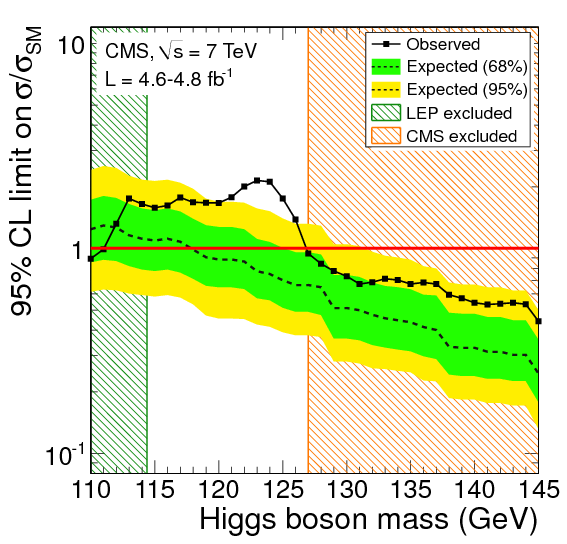 95% CL limit on σ/σSM
10
1
10⁻¹
CMS, √s = 7 TeV
L = 4.6-4.8 fb⁻¹
Observed
Expected (68%)
Expected (95%)
LEP excluded
CMS excluded
110 115 120 125 130 135 140 145
Higgs boson mass (GeV)